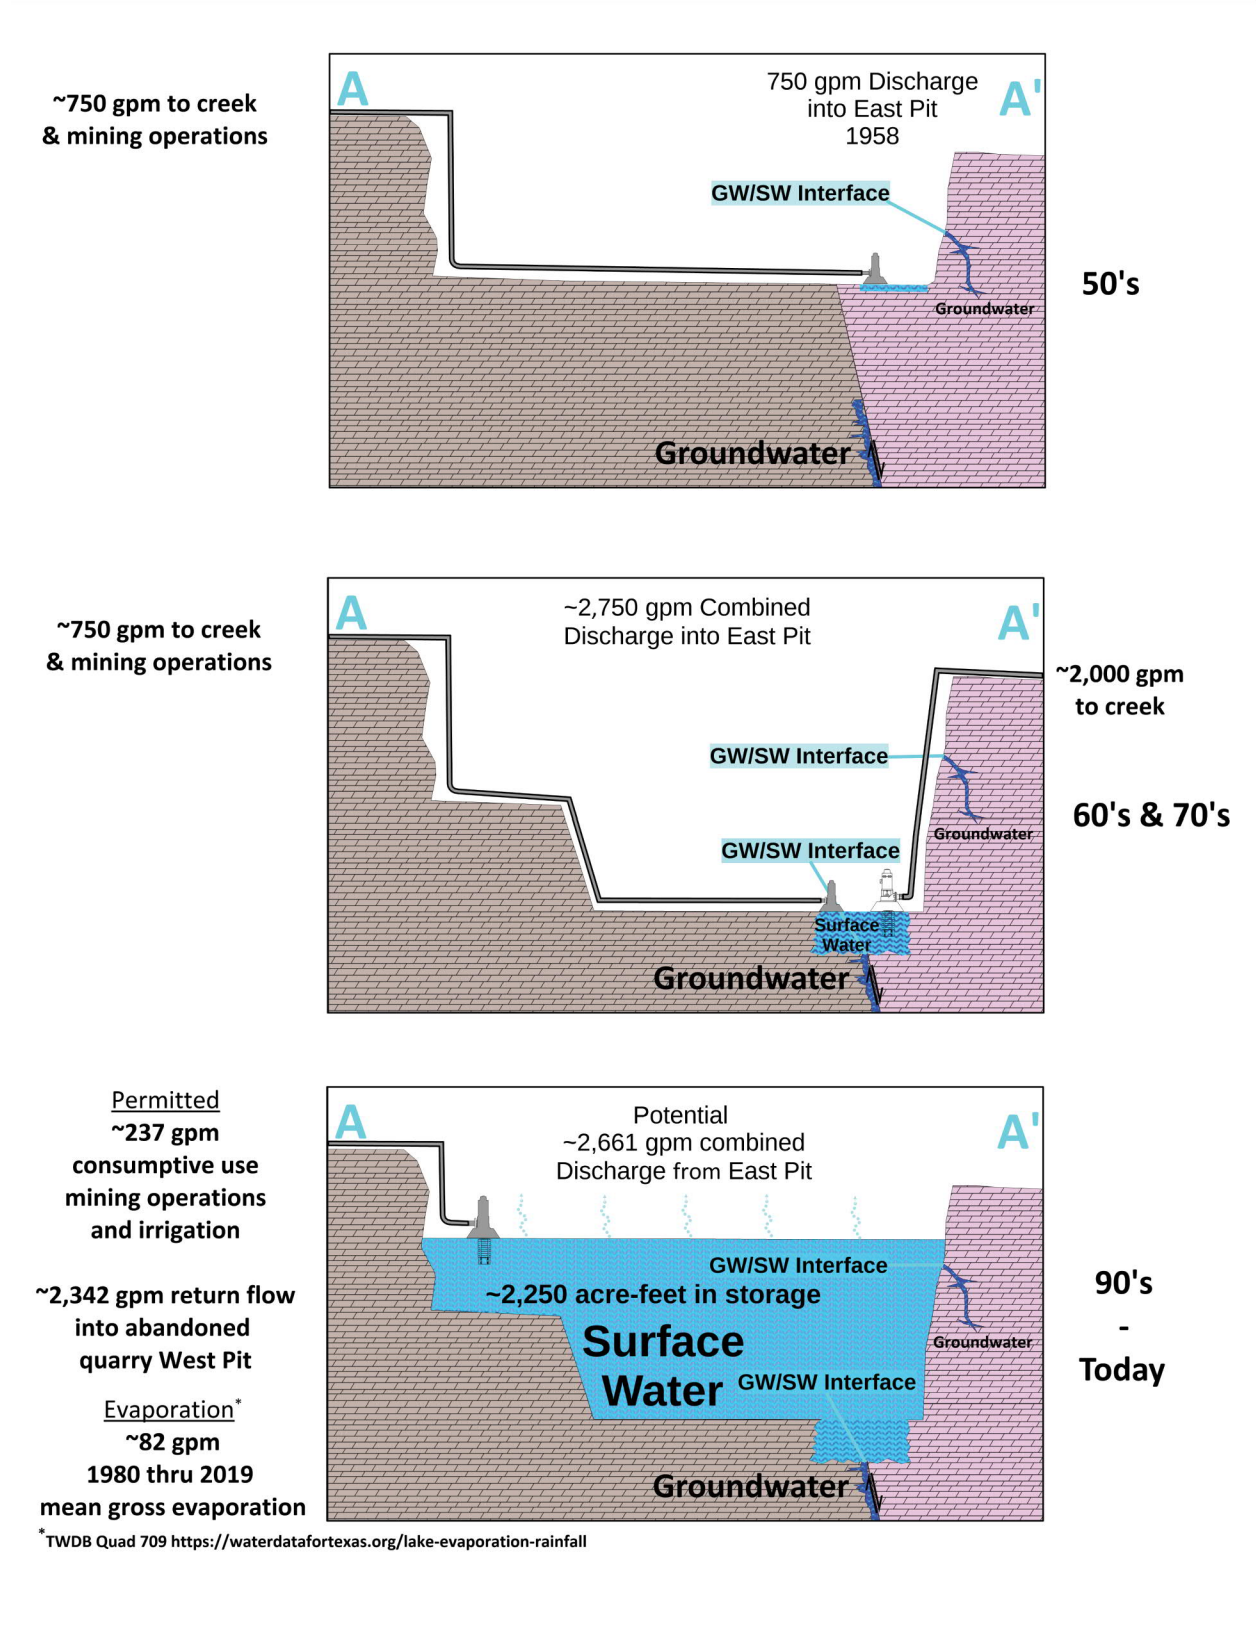 ~750 gpm to creek
& mining operations
A
750 gpm Discharge
into East Pit
1958
A'
GW/SW Interface
Groundwater
Groundwater
50's
~750 gpm to creek
& mining operations
A
~2,750 gpm Combined
Discharge into East Pit
A'
~2,000 gpm
to creek
GW/SW Interface
GW/SW Interface
Groundwater
Surface
Water
Groundwater
60's & 70's
Permitted
~237 gpm
consumptive use
mining operations
and irrigation
~2,342 gpm return flow
into abandoned
quarry West Pit
Evaporation*
~82 gpm
1980 thru 2019
mean gross evaporation
*TWDB Quad 709 https://waterdatafortexas.org/lake-evaporation-rainfall
A
Potential
~2,661 gpm combined
Discharge from East Pit
A'
GW/SW Interface
~2,250 acre-feet in storage
Surface
Water
GW/SW Interface
Groundwater
Groundwater
90's
-
Today